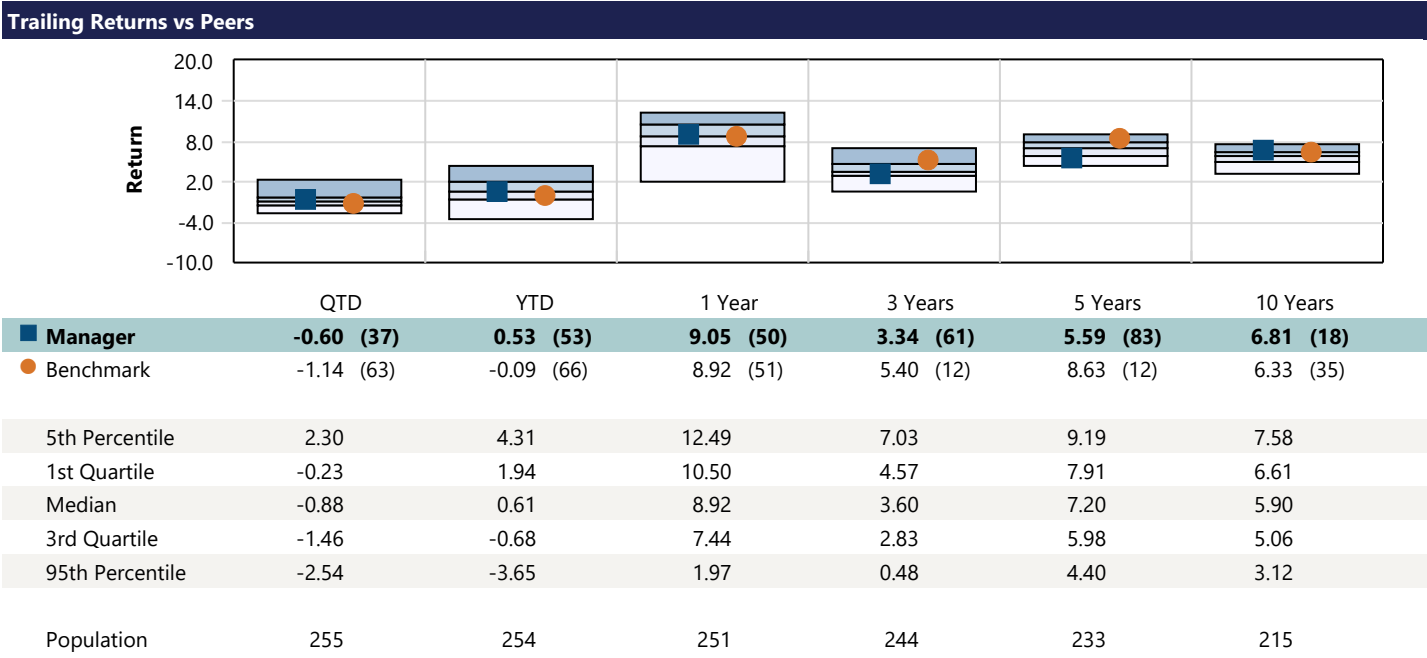 Trailing Returns vs Peers
20.0
14.0
8.0
2.0
-4.0
-10.0
Return
QTD YTD 1 Year 3 Years 5 Years 10 Years
Manager -0.60 (37) 0.53 (53) 9.05 (50) 3.34 (61) 5.59 (83) 6.81 (18)
Benchmark -1.14 (63) -0.09 (66) 8.92 (51) 5.40 (12) 8.63 (12) 6.33 (35)
5th Percentile 2.30 4.31 12.49 7.03 9.19 7.58
1st Quartile -0.23 1.94 10.50 4.57 7.91 6.61
Median -0.88 0.61 8.92 3.60 7.20 5.90
3rd Quartile -1.46 -0.68 7.44 2.83 5.98 5.06
95th Percentile -2.54 -3.65 1.97 0.48 4.40 3.12
Population 255 254 251 244 233 215